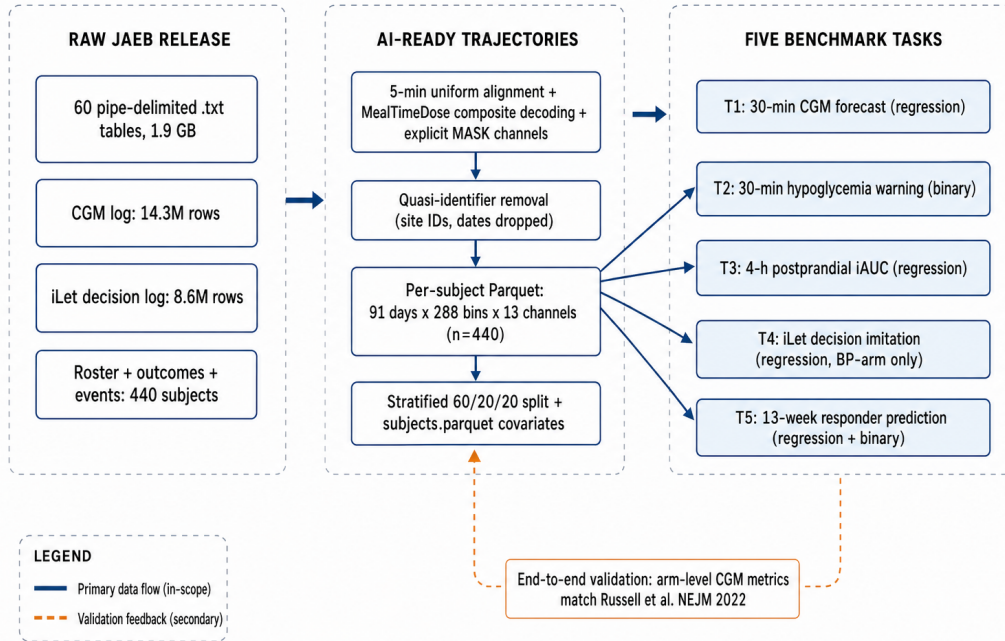 RAW JAEB RELEASE
60 pipe-delimited .txt
tables, 1.9 GB
CGM log: 14.3M rows
iLet decision log: 8.6M rows
Roster + outcomes +
events: 440 subjects
AI-READY TRAJECTORIES
5-min uniform alignment +
MealTimeDose composite decoding +
explicit MASK channels
Quasi-identifier removal
(site IDs, dates dropped)
Per-subject Parquet:
91 days x 288 bins x 13 channels
(n=440)
Stratified 60/20/20 split +
subjects.parquet covariates
FIVE BENCHMARK TASKS
T1: 30-min CGM forecast (regression)
T2: 30-min hypoglycemia warning (binary)
T3: 4-h postprandial iAUC (regression)
T4: iLet decision imitation
(regression, BP-arm only)
T5: 13-week responder prediction
(regression + binary)
LEGEND
Primary data flow (in-scope)
Validation feedback (secondary)
End-to-end validation: arm-level CGM metrics
match Russell et al. NEJM 2022